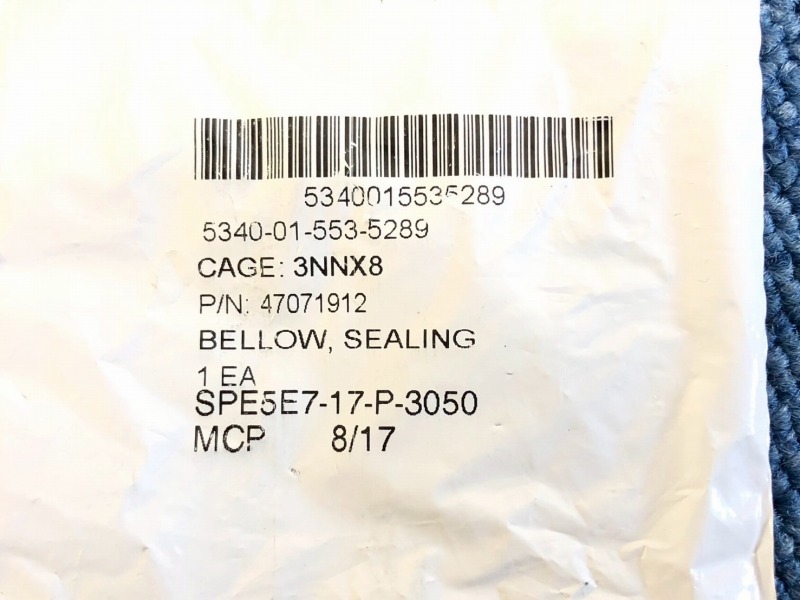 5340015535289
5340-01-553-5289
CAGE: 3NNX8
P/N: 47071912
BELLOW, SEALING
1 EA
SPE5E7-17-P-3050
MCP 8/17